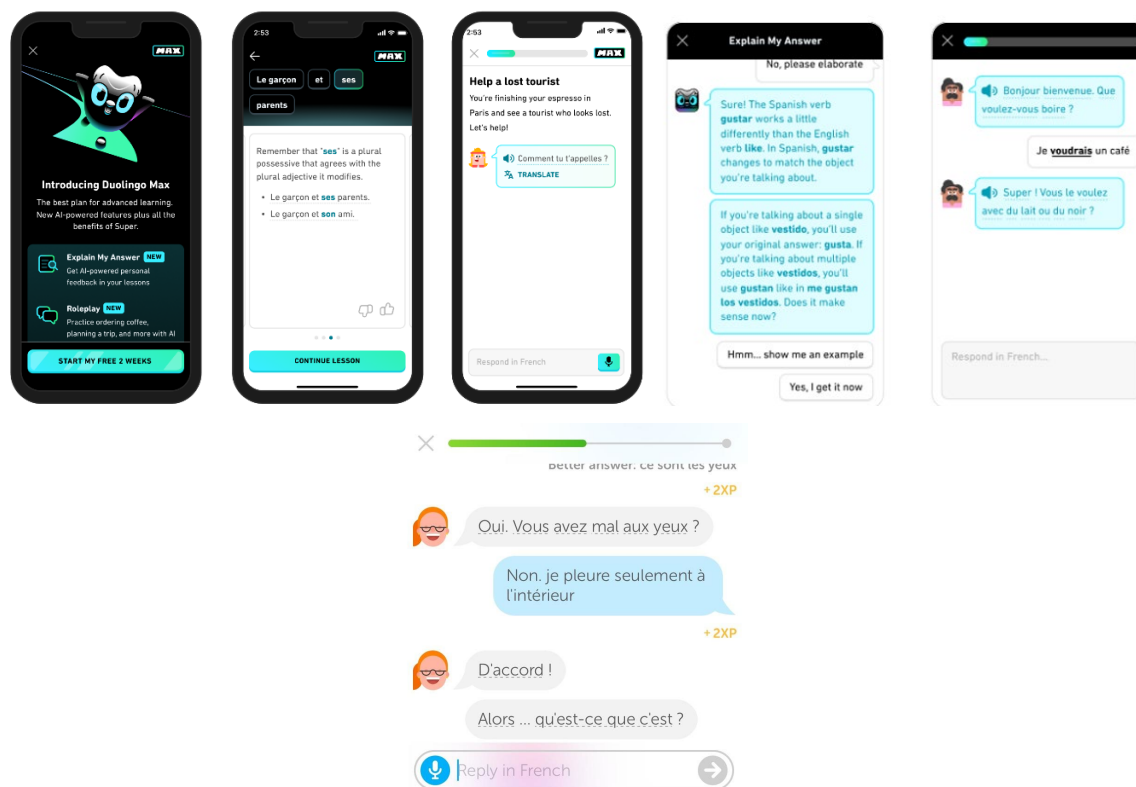 MAX
Introducing Duolingo Max
The best plan for advanced learning.
New AI-powered features plus all the
benefits of Super.
Explain My Answer NEW
Get AI-powered personal
feedback in your lessons
Roleplay NEW
Practice ordering coffee,
planning a trip, and more with AI
START MY FREE 2 WEEKS
2:53
MAX
Le garçon et ses
parents
Remember that "ses" is a plural
possessive that agrees with the
plural adjective it modifies.
• Le garçon et ses parents.
• Le garçon et son ami.
CONTINUE LESSON
2:53
MAX
Help a lost tourist
You're finishing your espresso in
Paris and see a tourist who looks lost.
Let's help!
Comment tu t'appelles ?
TRANSLATE
Respond in French
Explain My Answer
No, please elaborate
Sure! The Spanish verb
gustar works a little
differently than the English
verb like. In Spanish, gustar
changes to match the object
you're talking about.
If you're talking about a single
object like vestido, you'll use
your original answer: gusta. If
you're talking about multiple
objects like vestidos, you'll
use gustan like in me gustan
los vestidos. Does it make
sense now?
Hmm... show me an example
Yes, I get it now
Bonjour bienvenue. Que
voulez-vous boire ?
Je voudrais un café
Super ! Vous le voulez
avec du lait ou du noir ?
Respond in French...
Better answer: ce sont les yeux
+2XP
Oui. Vous avez mal aux yeux ?
Non. je pleure seulement à
l'intérieur
+2XP
D'accord !
Alors ... qu'est-ce que c'est ?
Reply in French